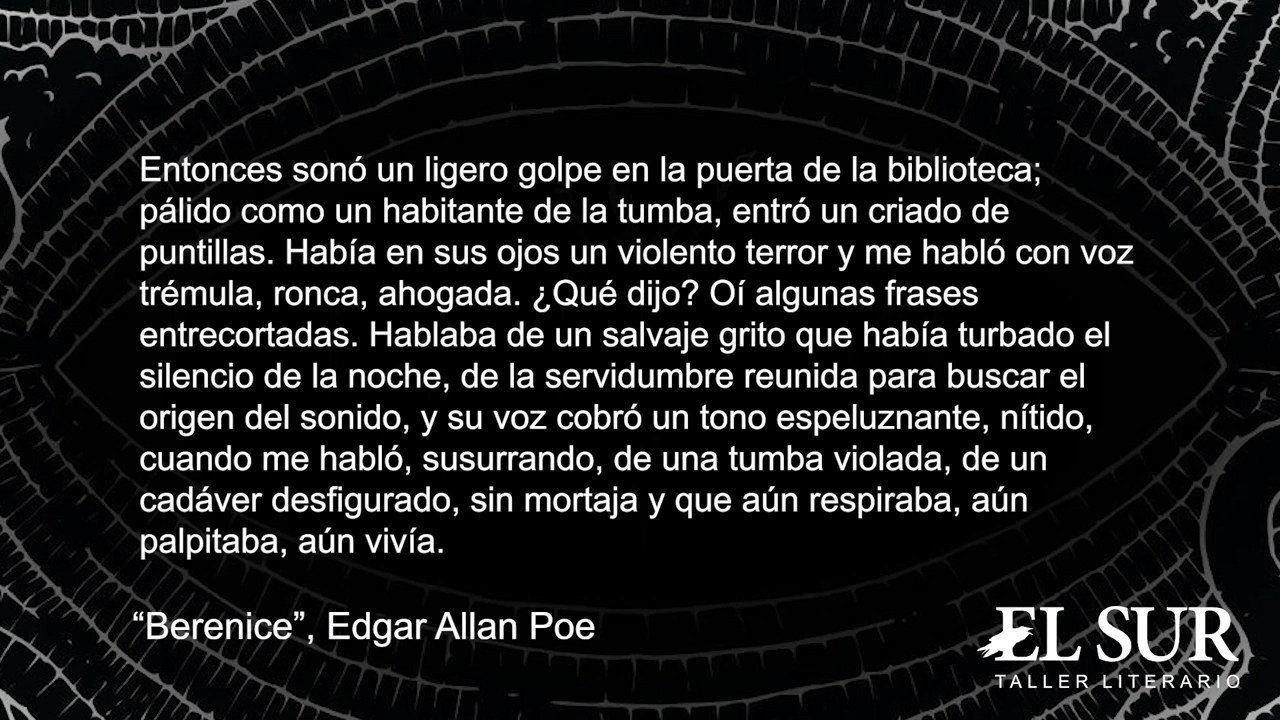 Entonces sonó un ligero golpe en la puerta de la biblioteca;
pálido como un habitante de la tumba, entró un criado de
puntillas. Había en sus ojos un violento terror y me habló con voz
trémula, ronca, ahogada. ¿Qué dijo? Oí algunas frases
entrecortadas. Hablaba de un salvaje grito que había turbado el
silencio de la noche, de la servidumbre reunida para buscar el
origen del sonido, y su voz cobró un tono espeluznante, nítido,
cuando me habló, susurrando, de una tumba violada, de un
cadáver desfigurado, sin mortaja y que aún respiraba, aún
palpitaba, aún vivía.
“Berenice”, Edgar Allan Poe
EL SUR
TALLER LITERARIO